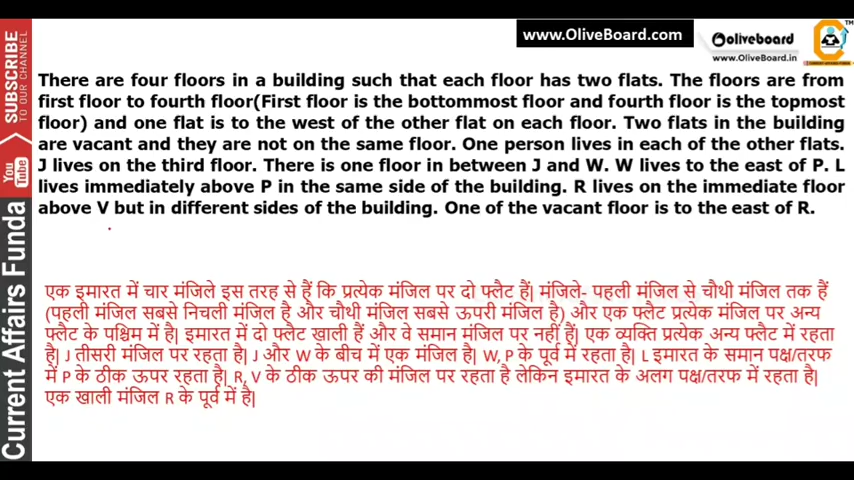 www.OliveBoard.com
oliveboard
www.OliveBoard.in
TM
SUBSCRIBE
TO OUR CHANNEL
You Tube
Current Affairs Funda
There are four floors in a building such that each floor has two flats. The floors are from
first floor to fourth floor(First floor is the bottommost floor and fourth floor is the topmost
floor) and one flat is to the west of the other flat on each floor. Two flats in the building
are vacant and they are not on the same floor. One person lives in each of the other flats.
J lives on the third floor. There is one floor in between J and W. W lives to the east of P. L
lives immediately above P in the same side of the building. R lives on the immediate floor
above V but in different sides of the building. One of the vacant floor is to the east of R.
एक इमारत में चार मंजिले इस तरह से हैं कि प्रत्येक मंजिल पर दो फ्लैट हैं| मंजिले- पहली मंजिल से चौथी मंजिल तक हैं
(पहली मंजिल सबसे निचली मंजिल है और चौथी मंजिल सबसे ऊपरी मंजिल है) और एक फ्लैट प्रत्येक मंजिल पर अन्य
फ्लैट के पश्चिम में है| इमारत में दो फ्लैट खाली हैं और वे समान मंजिल पर नहीं हैं| एक व्यक्ति प्रत्येक अन्य फ्लैट में रहता
है| J तीसरी मंजिल पर रहता है| J और W के बीच में एक मंजिल है| W, P के पूर्व में रहता है| L इमारत के समान पक्ष/तरफ
में P के ठीक ऊपर रहता है| R, V के ठीक ऊपर की मंजिल पर रहता है लेकिन इमारत के अलग पक्ष/तरफ में रहता है|
एक खाली मंजिल R के पूर्व में है|